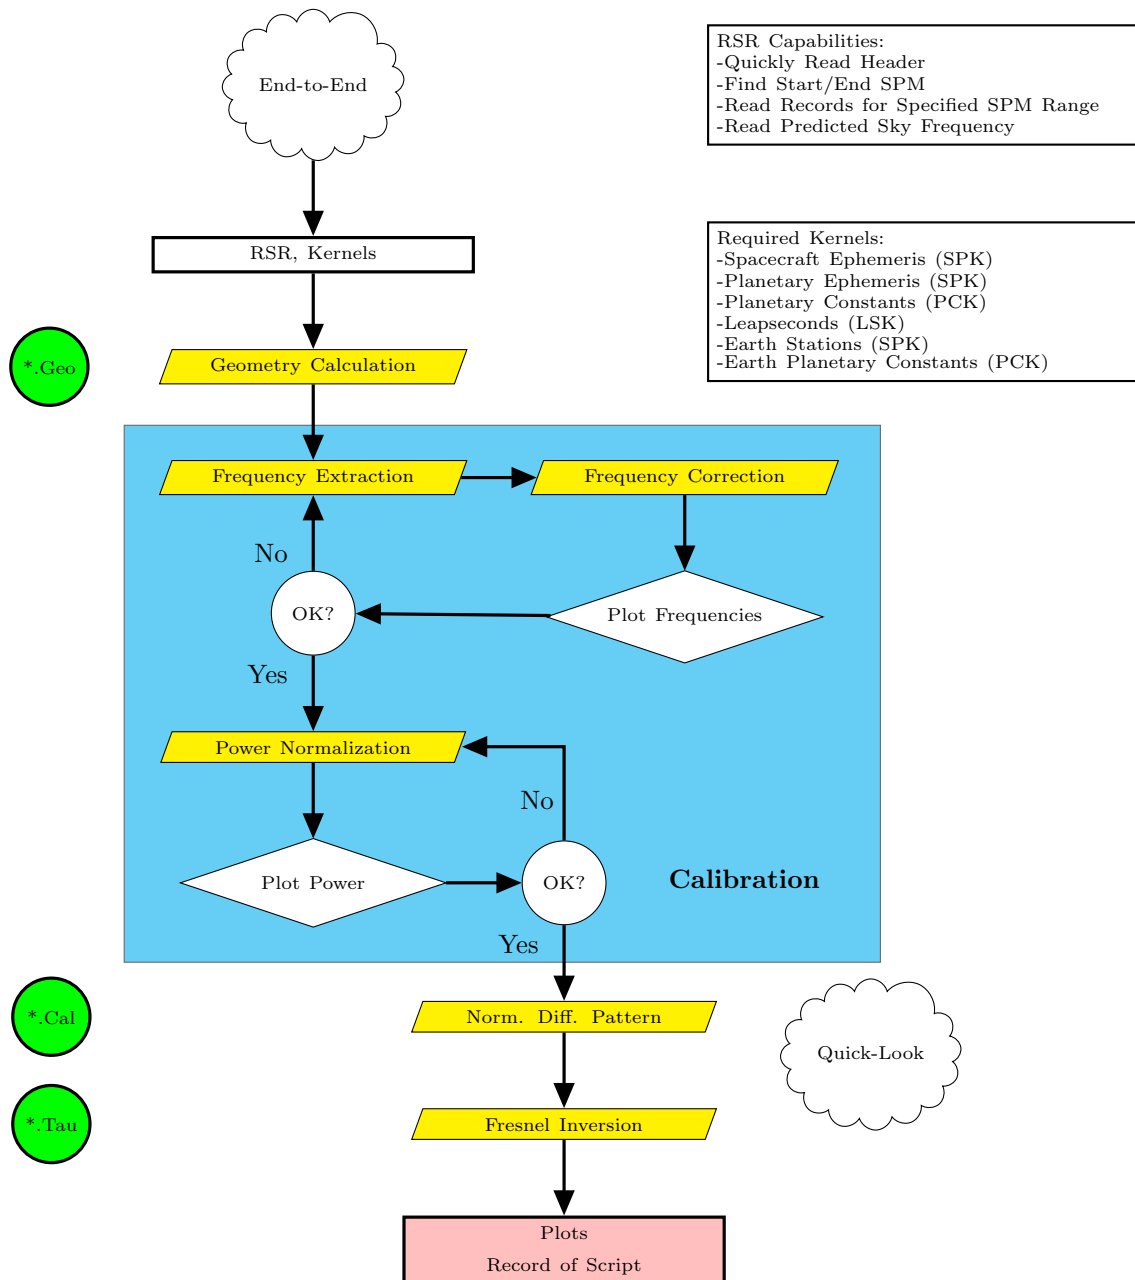 End-to-End
RSR Capabilities:
-Quickly Read Header
-Find Start/End SPM
-Read Records for Specified SPM Range
-Read Predicted Sky Frequency
RSR, Kernels
Required Kernels:
-Spacecraft Ephemeris (SPK)
-Planetary Ephemeris (SPK)
-Planetary Constants (PCK)
-Leapseconds (LSK)
-Earth Stations (SPK)
-Earth Planetary Constants (PCK)
*.Geo
Geometry Calculation
Frequency Extraction
Frequency Correction
No
OK?
Plot Frequencies
Yes
Power Normalization
No
Plot Power
OK?
Calibration
Yes
*.Cal
Norm. Diff. Pattern
Quick-Look
*.Tau
Fresnel Inversion
Plots
Record of Script